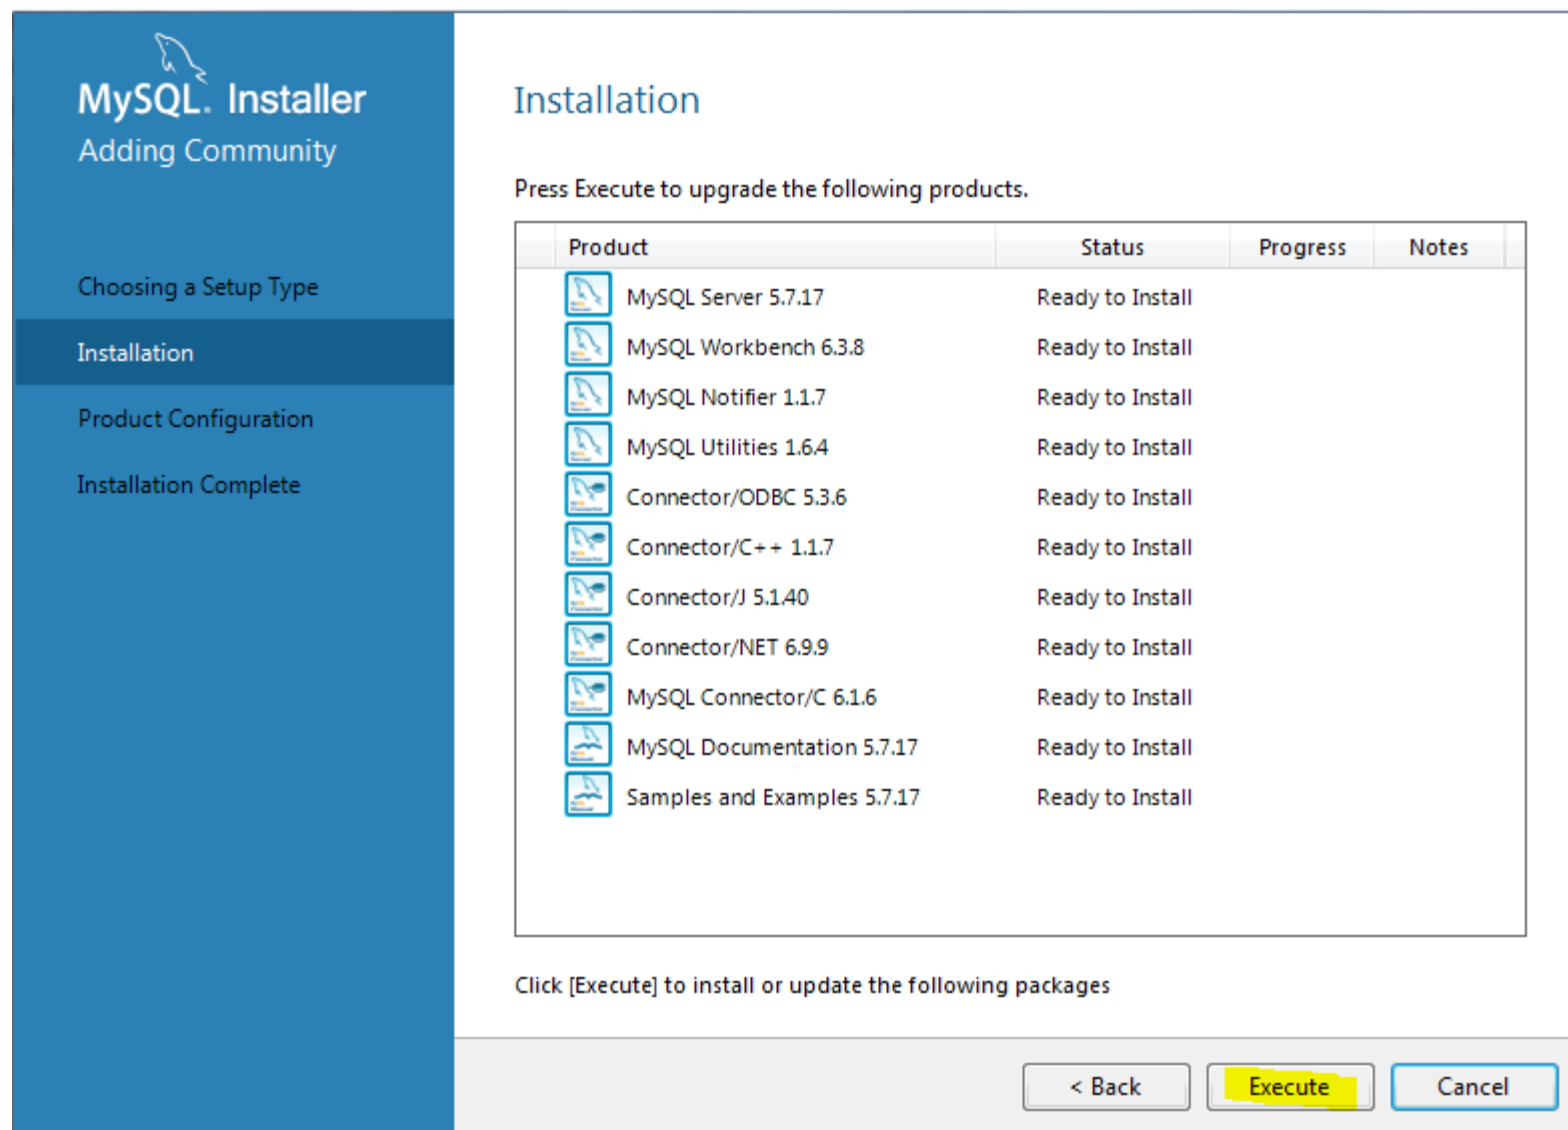 MySQL. Installer
Adding Community
Choosing a Setup Type
Installation
Product Configuration
Installation Complete
Installation
Press Execute to upgrade the following products.
Product Status Progress Notes
MySQL Server 5.7.17 Ready to Install
MySQL Workbench 6.3.8 Ready to Install
MySQL Notifier 1.1.7 Ready to Install
MySQL Utilities 1.6.4 Ready to Install
Connector/ODBC 5.3.6 Ready to Install
Connector/C++ 1.1.7 Ready to Install
Connector/J 5.1.40 Ready to Install
Connector/NET 6.9.9 Ready to Install
MySQL Connector/C 6.1.6 Ready to Install
MySQL Documentation 5.7.17 Ready to Install
Samples and Examples 5.7.17 Ready to Install
Click [Execute] to install or update the following packages
< Back Execute Cancel